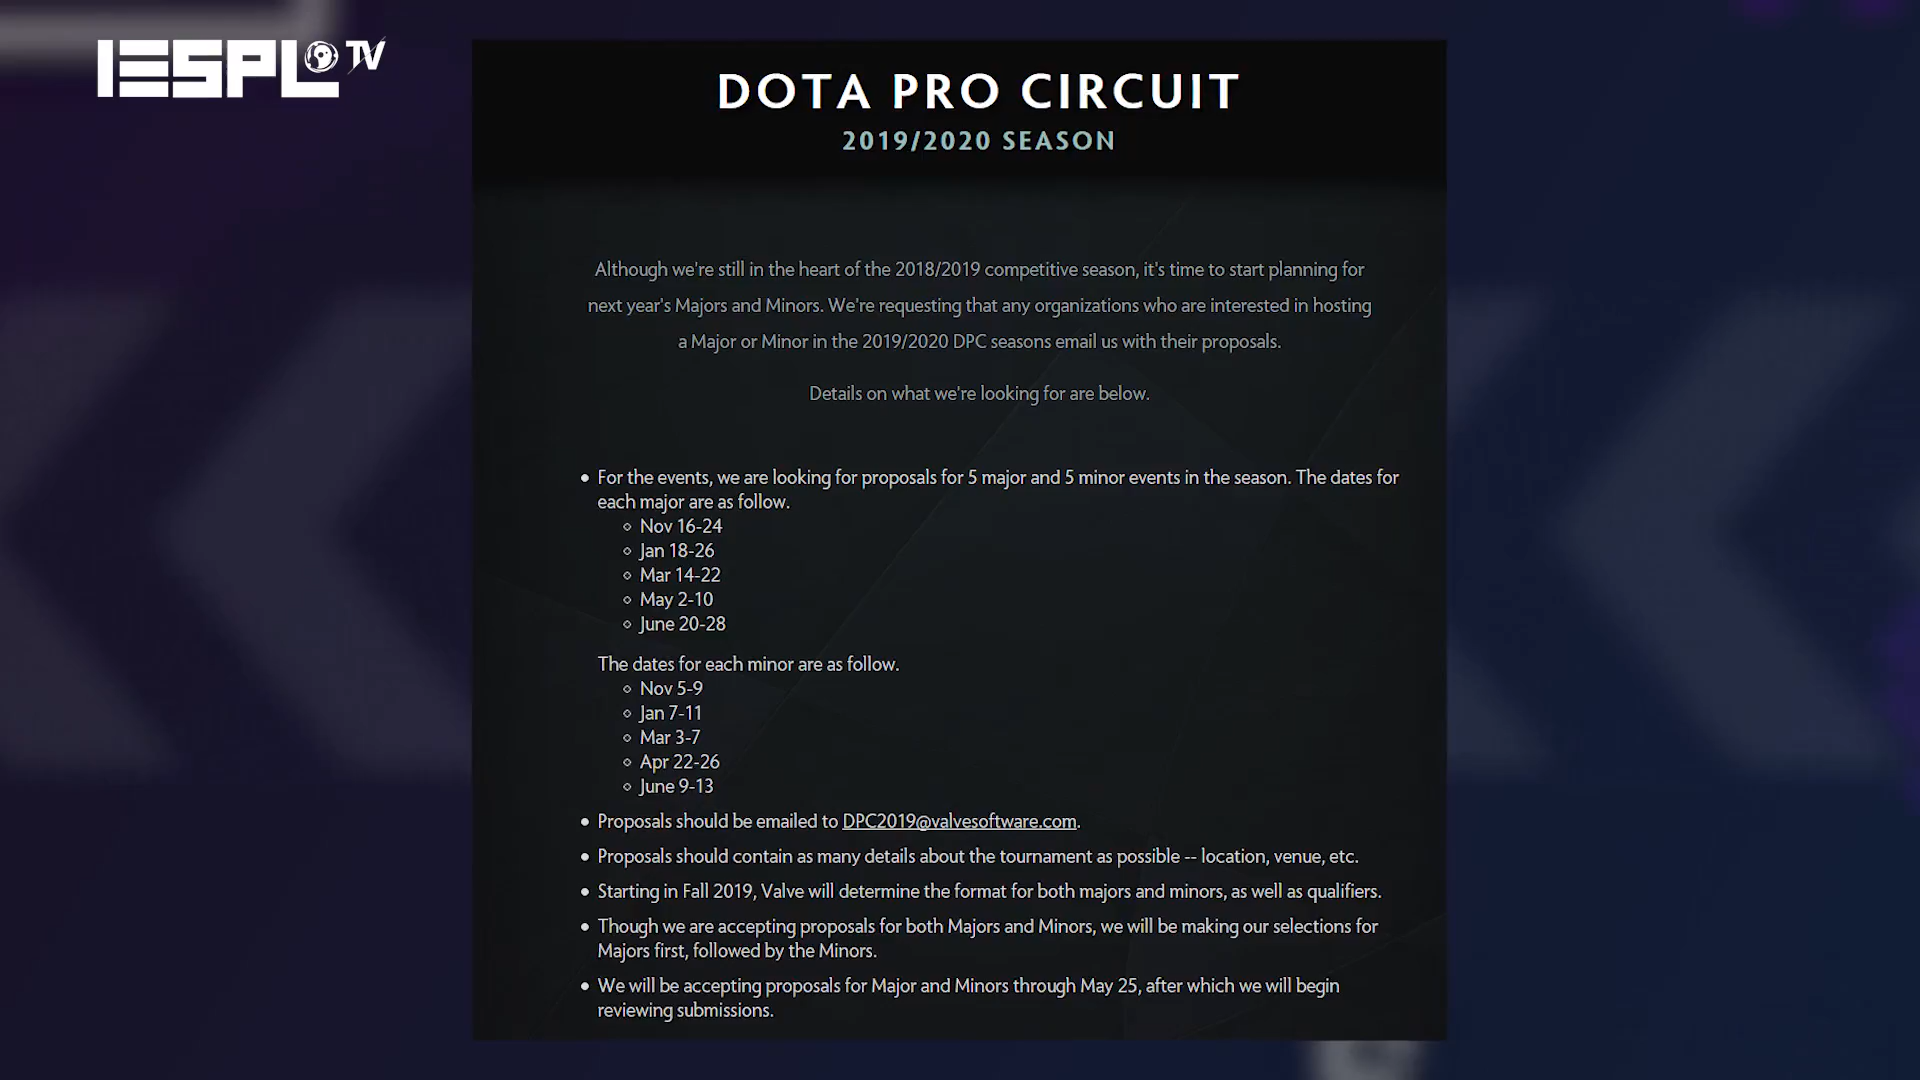 IESPL TV
DOTA PRO CIRCUIT
2019/2020 SEASON
Although we're still in the heart of the 2018/2019 competitive season, it's time to start planning for
next year's Majors and Minors. We're requesting that any organizations who are interested in hosting
a Major or Minor in the 2019/2020 DPC seasons email us with their proposals.
Details on what we're looking for are below.
• For the events, we are looking for proposals for 5 major and 5 minor events in the season. The dates for
each major are as follow.
◦ Nov 16-24
◦ Jan 18-26
◦ Mar 14-22
◦ May 2-10
◦ June 20-28
The dates for each minor are as follow.
◦ Nov 5-9
◦ Jan 7-11
◦ Mar 3-7
◦ Apr 22-26
◦ June 9-13
• Proposals should be emailed to DPC2019@valvesoftware.com.
• Proposals should contain as many details about the tournament as possible -- location, venue, etc.
• Starting in Fall 2019, Valve will determine the format for both majors and minors, as well as qualifiers.
• Though we are accepting proposals for both Majors and Minors, we will be making our selections for
Majors first, followed by the Minors.
• We will be accepting proposals for Major and Minors through May 25, after which we will begin
reviewing submissions.